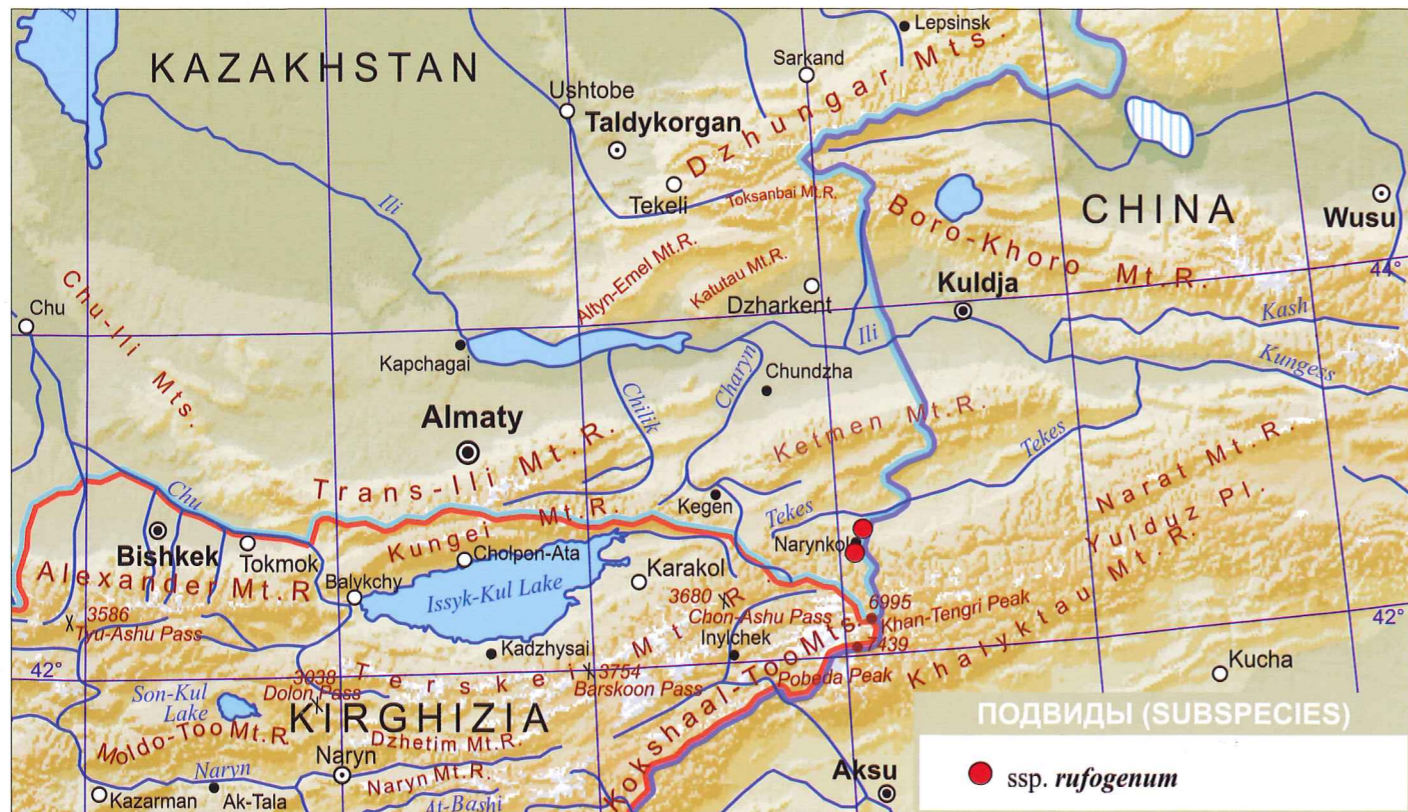 Lepsinsk
KAZAKHSTAN
Sarkand
Ushtobe
Dzhungar Mts.
Taldykorgan
Tekeli
Toksanbai Mt.R.
CHINA
Wusu
Ili
Boro-Khoro Mt.R.
Altyn-Emel Mt.R.
Katutau Mt.R.
44°
Kuldja
Dzharkent
Chu-Ili Mts.
Chu
Kash
Ili
Kapchagai
Kungess
Charyn
Chundzha
Chilik
Almaty
Ketmen Mt.R.
Tekes
Trans-Ili Mt.R.
Narat Mt.R.
Chu
Kegen
Tekes
Yulduz Pl.
Kungei Mt.R.
Narynkol
Bishkek
Tokmok
Cholpon-Ata
Alexander Mt.R
Balykchy
Issyk-Kul Lake
Karakol
3680
Chon-Ashu Pass
6995
Khan-Tengri Peak
3586
Tyu-Ashu Pass
Inylchek
7439
42°
Kadzhysai
Pobeda Peak
Khalyktau Mt.R.
Kucha
42°
Terskei Mt.R
3754
Barskoon Pass
3038
Dolon Pass
Son-Kul
Lake
KIRGHIZIA
Kokshaal-Too Mts.
Moldo-Too Mt.R
Dzhetim Mt.R.
Naryn
Naryn
Naryn Mt.R.
Aksu
Kazarman
Ak-Tala
At-Bashi
ПОДВИДЫ (SUBSPECIES)
ssp. rufogenum